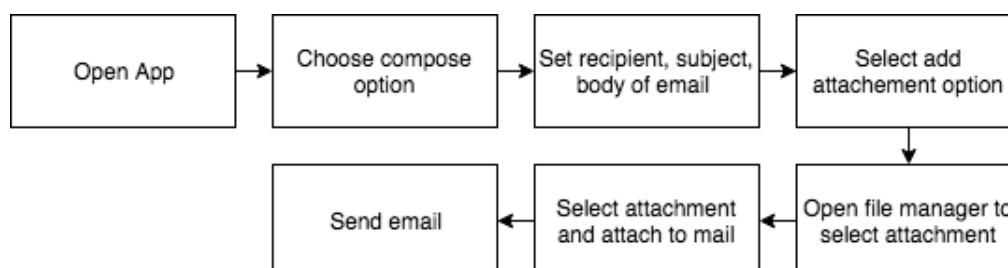 Open App
Choose compose
option
Set recipient, subject,
body of email
Select add
attachement option
Open file manager to
select attachment
Select attachment
and attach to mail
Send email